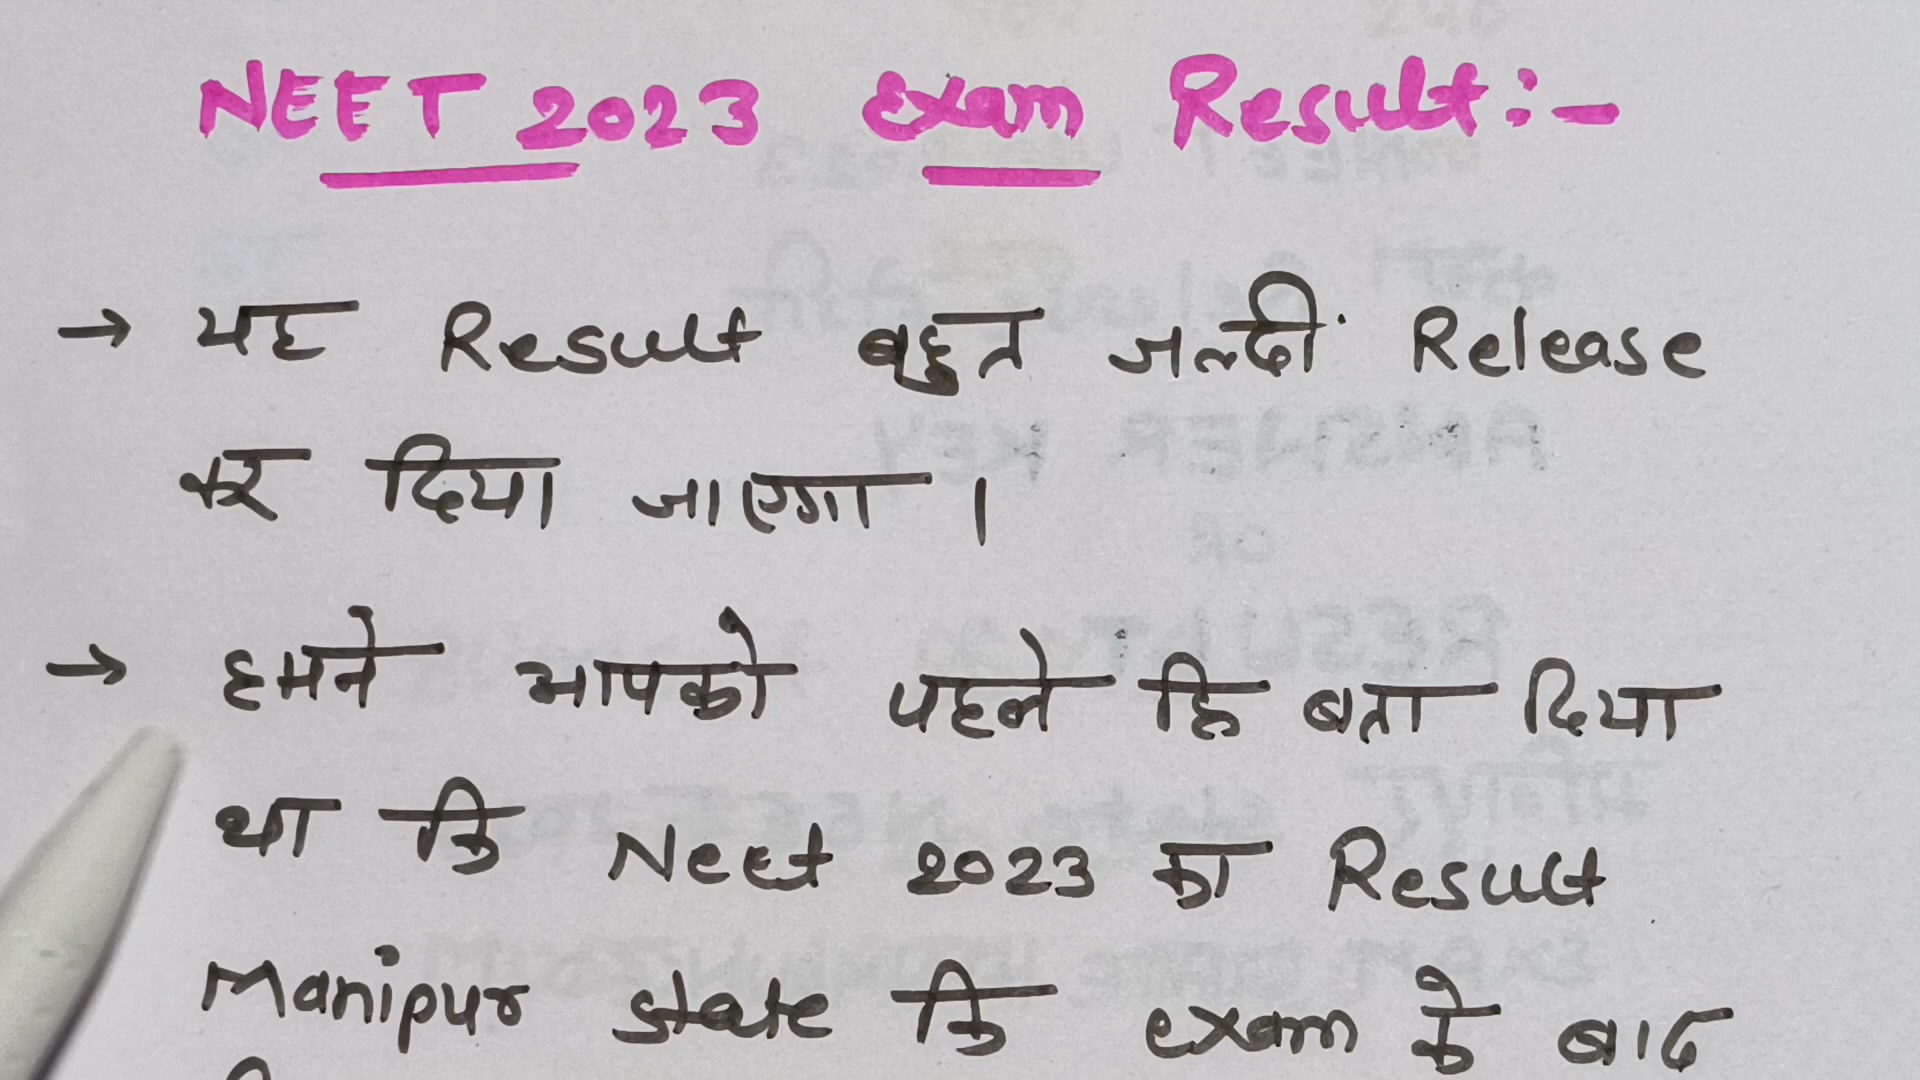 NEET 2023 Exam Result:-
→ यह Result बहुत जल्दी Release
कर दिया जाएगा।
→ हमने आपको पहले हि बता दिया
था कि Neet 2023 का Result
Manipur state कि exam के बाद